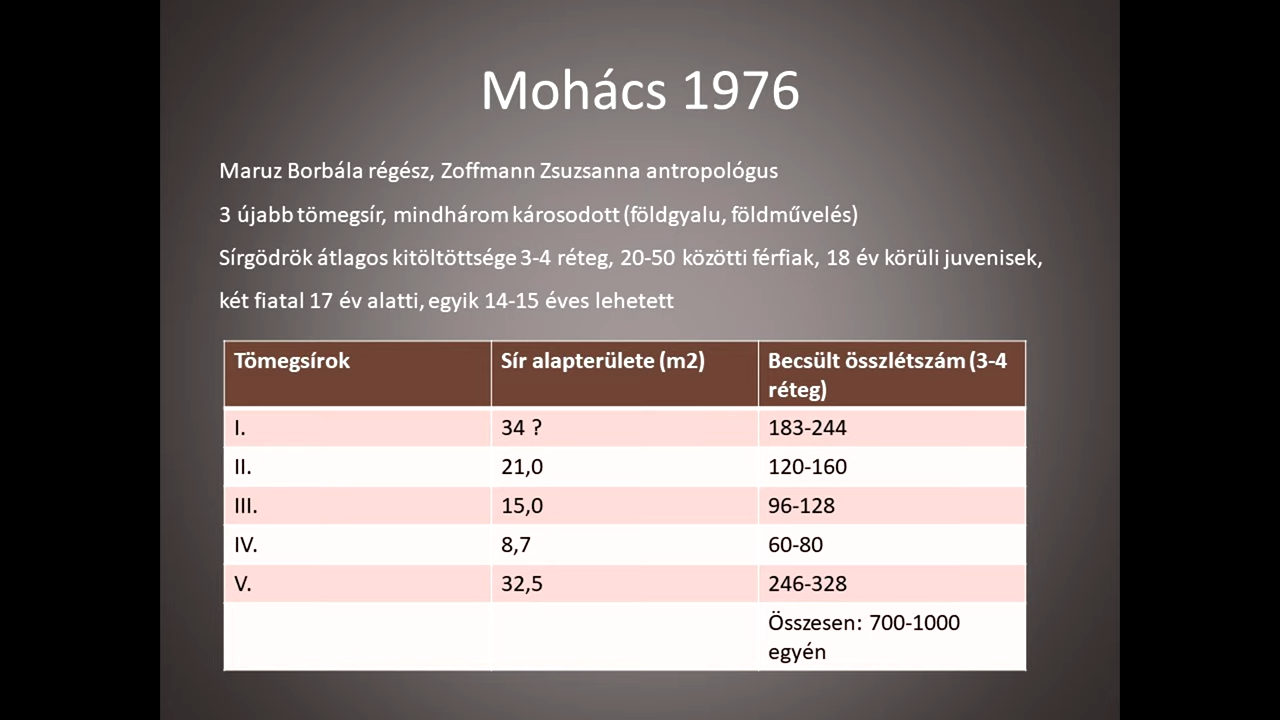 Mohács 1976
Maruz Borbála régész, Zoffmann Zsuzsanna antropológus
3 újabb tömegsír, mindhárom károsodott (földgyalu, földművelés)
Sírgödrök átlagos kitöltöttsége 3-4 réteg, 20-50 közötti férfiak, 18 év körüli juvenisek,
két fiatal 17 év alatti, egyik 14-15 éves lehetett
Tömegsírok Sír alapterülete (m2) Becsült összlétszám (3-4
réteg)
I. 34 ? 183-244
II. 21,0 120-160
III. 15,0 96-128
IV. 8,7 60-80
V. 32,5 246-328
Összesen: 700-1000
egyén